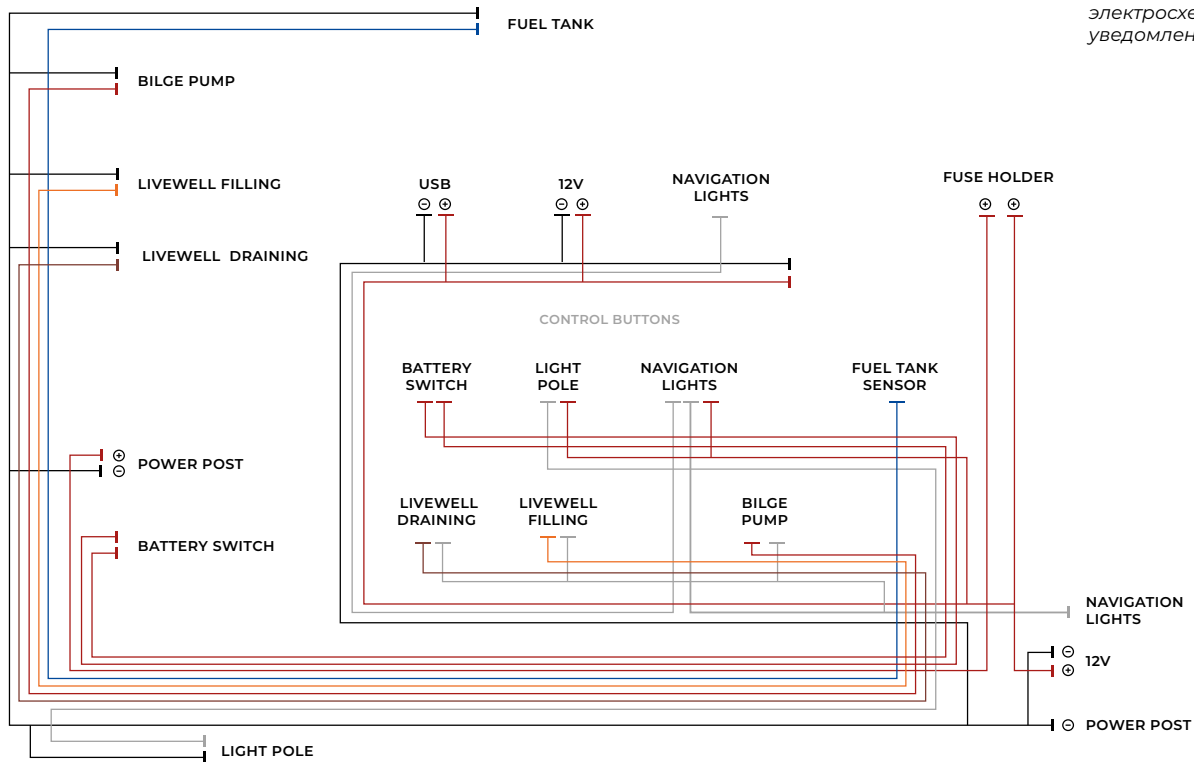 электросхе
уведомлен
FUEL TANK
BILGE PUMP
LIVEWELL FILLING
USB
12V
NAVIGATION
LIGHTS
FUSE HOLDER
⊖ ⊕
⊖ ⊕
⊕ ⊕
LIVEWELL DRAINING
CONTROL BUTTONS
BATTERY
SWITCH
LIGHT
POLE
NAVIGATION
LIGHTS
FUEL TANK
SENSOR
⊕
⊖ POWER POST
LIVEWELL
DRAINING
LIVEWELL
FILLING
BILGE
PUMP
BATTERY SWITCH
NAVIGATION
LIGHTS
⊖
12V
⊕
⊖ POWER POST
LIGHT POLE